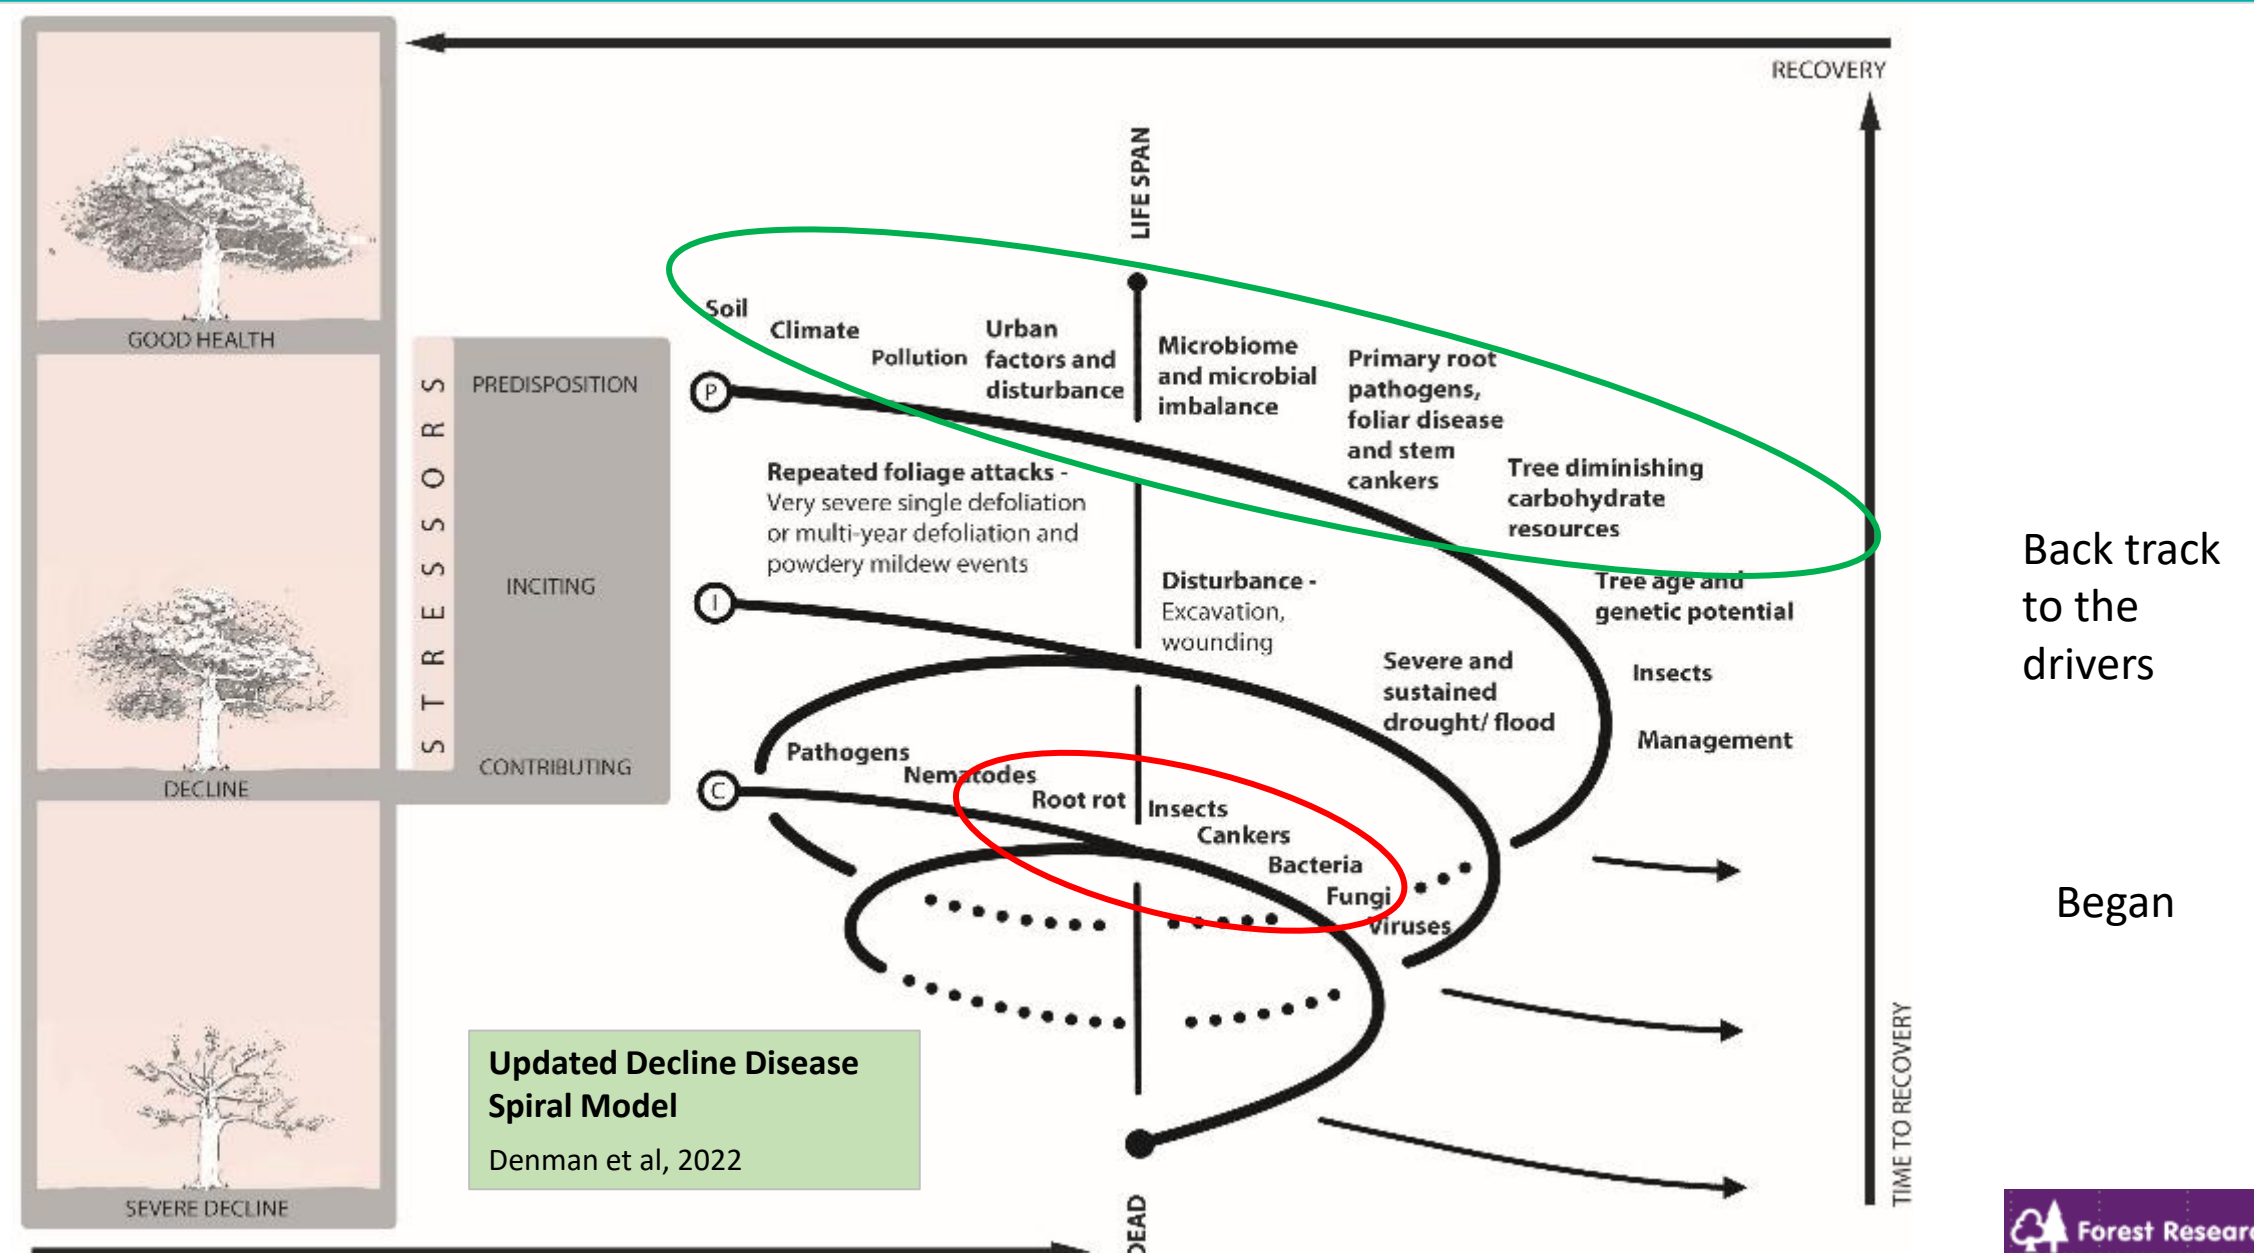 RECOVERY
LIFE SPAN
GOOD HEALTH
DECLINE
SEVERE DECLINE
STRESSORS
PREDISPOSITION
INCITING
CONTRIBUTING
P
I
C
Soil
Climate
Pollution
Urban
factors and
disturbance
Microbiome
and microbial
imbalance
Primary root
pathogens,
foliar disease
and stem
cankers
Tree diminishing
carbohydrate
resources
Repeated foliage attacks -
Very severe single defoliation
or multi-year defoliation and
powdery mildew events
Disturbance -
Excavation,
wounding
Tree age and
genetic potential
Severe and
sustained
drought/ flood
Insects
Management
Pathogens
Nematodes
Root rot
Insects
Cankers
Bacteria
Fungi
Viruses
DEAD
TIME TO RECOVERY
Updated Decline Disease
Spiral Model
Denman et al, 2022
Back track
to the
drivers
Began
Forest Researc